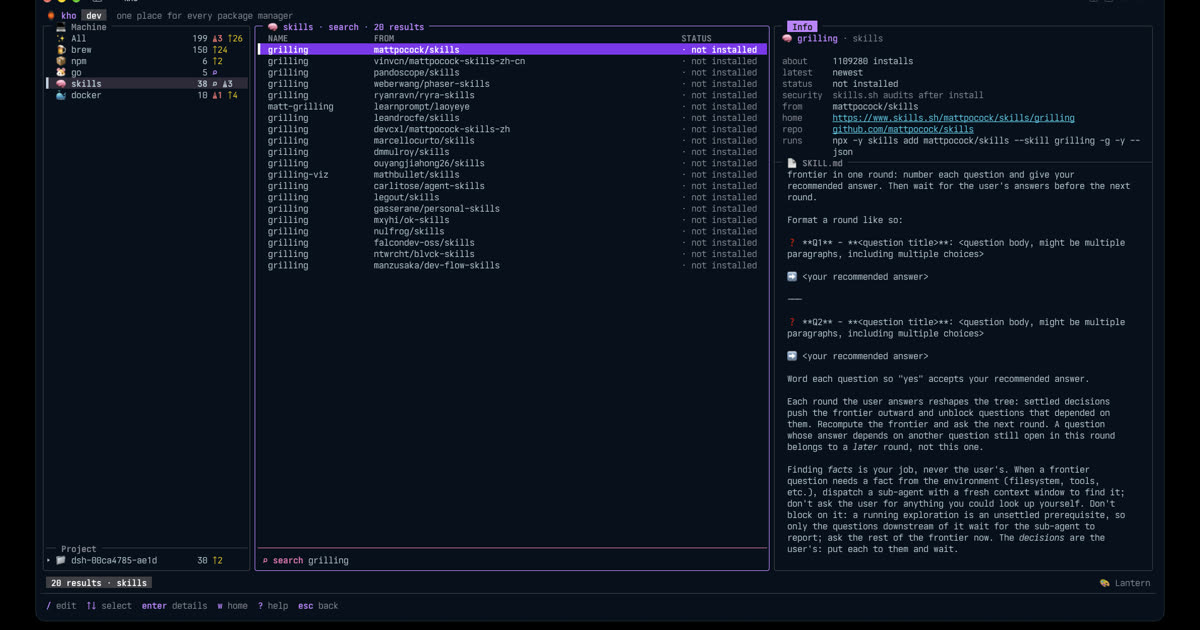 kho dev one place for every package manager
Machine
All 199 ▲3 ↑26
brew 150 ↑24
npm 6 ↑2
go 5 ⌕
skills 38 ⌕ ▲3
docker 10 ▲1 ↑4
Project
▸ dsh-00ca4785-ae1d 30 ↑2
skills · search · 20 results
NAME FROM STATUS
grilling mattpocock/skills · not installed
grilling vinvcn/mattpocock-skills-zh-cn · not installed
grilling pandoscope/skills · not installed
grilling weberwang/phaser-skills · not installed
grilling ryanravn/ryra-skills · not installed
matt-grilling learnprompt/laoyeye · not installed
grilling leandrocfe/skills · not installed
grilling devcxl/mattpocock-skills-zh · not installed
grilling marcellocurto/skills · not installed
grilling dmmulroy/skills · not installed
grilling ouyangjiahong26/skills · not installed
grilling-viz mathbullet/skills · not installed
grilling carlitose/agent-skills · not installed
grilling legout/skills · not installed
grilling gasserane/personal-skills · not installed
grilling mxyhi/ok-skills · not installed
grilling nulfrog/skills · not installed
grilling falcondev-oss/skills · not installed
grilling ntwrcht/blvck-skills · not installed
grilling manzusaka/dev-flow-skills · not installed
⌕ search grilling
Info
grilling · skills
about 1109280 installs
latest newest
status not installed
security skills.sh audits after install
from mattpocock/skills
home https://www.skills.sh/mattpocock/skills/grilling
repo github.com/mattpocock/skills
runs npx -y skills add mattpocock/skills --skill grilling -g -y --
json
SKILL.md
frontier in one round: number each question and give your
recommended answer. Then wait for the user's answers before the next
round.
Format a round like so:
❓ **Q1** - **<question title>**: <question body, might be multiple
paragraphs, including multiple choices>
➡️ <your recommended answer>
───
❓ **Q2** - **<question title>**: <question body, might be multiple
paragraphs, including multiple choices>
➡️ <your recommended answer>
Word each question so "yes" accepts your recommended answer.
Each round the user answers reshapes the tree: settled decisions
push the frontier outward and unblock questions that depended on
them. Recompute the frontier and ask the next round. A question
whose answer depends on another question still open in this round
belongs to a later round, not this one.
Finding facts is your job, never the user's. When a frontier
question needs a fact from the environment (filesystem, tools,
etc.), dispatch a sub-agent with a fresh context window to find it;
don't ask the user for anything you could look up yourself. Don't
block on it: a running exploration is an unsettled prerequisite, so
only the questions downstream of it wait for the sub-agent to
report; ask the rest of the frontier now. The decisions are the
user's: put each to them and wait.
20 results · skills
Lantern
/ edit ↑↓ select enter details w home ? help esc back